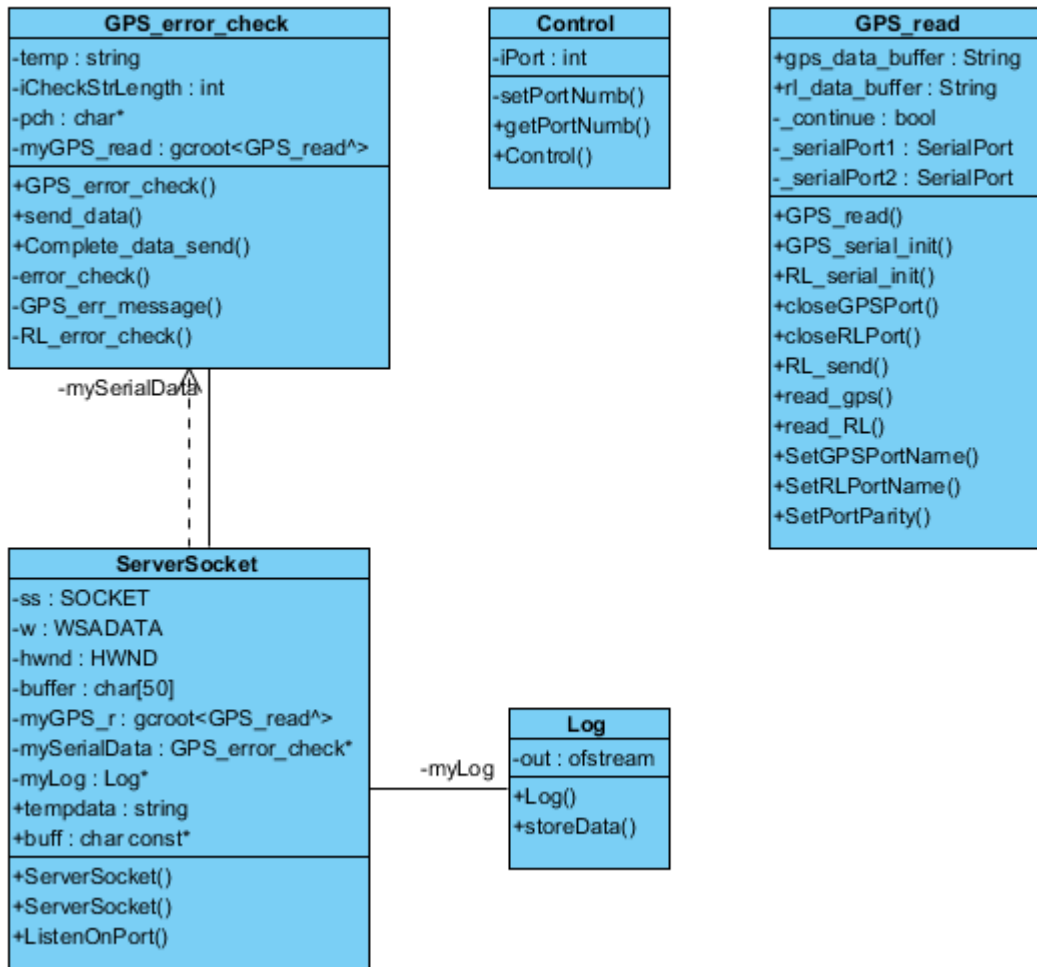 GPS_error_check
-temp : string
-iCheckStrLength : int
-pch : char*
-myGPS_read : gcroot<GPS_read^>
+GPS_error_check()
+send_data()
+Complete_data_send()
-error_check()
-GPS_err_message()
-RL_error_check()
Control
-iPort : int
-setPortNumb()
+getPortNumb()
+Control()
GPS_read
+gps_data_buffer : String
+rl_data_buffer : String
-_continue : bool
-_serialPort1 : SerialPort
-_serialPort2 : SerialPort
+GPS_read()
+GPS_serial_init()
+RL_serial_init()
+closeGPSPort()
+closeRLPort()
+RL_send()
+read_gps()
+read_RL()
+SetGPSPortName()
+SetRLPortName()
+SetPortParity()
-mySerialData
ServerSocket
-ss : SOCKET
-w : WSADATA
-hwnd : HWND
-buffer : char[50]
-myGPS_r : gcroot<GPS_read^>
-mySerialData : GPS_error_check*
-myLog : Log*
+tempdata : string
+buff : char const*
+ServerSocket()
+ServerSocket()
+ListenOnPort()
-myLog
Log
-out : ofstream
+Log()
+storeData()